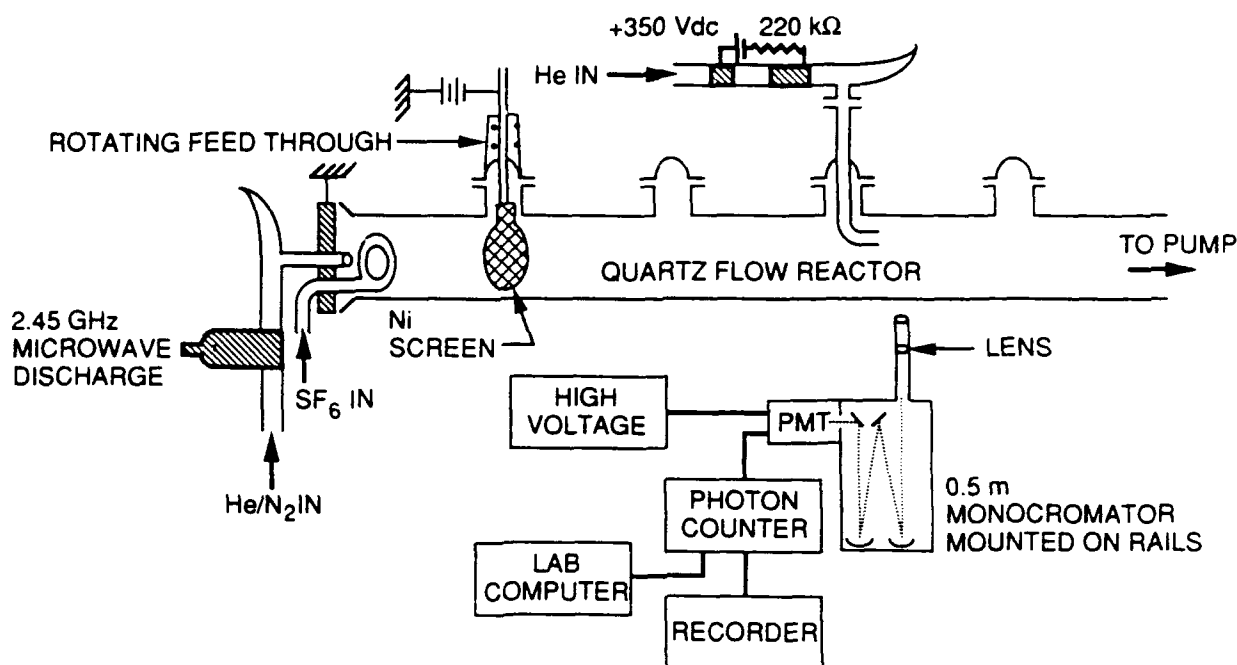 +350 Vdc 220 kΩ
He IN
ROTATING FEED THROUGH
TO PUMP
QUARTZ FLOW REACTOR
2.45 GHz
MICROWAVE
DISCHARGE
Ni
SCREEN
SF6 IN
LENS
HIGH
VOLTAGE
PMT
He/N2IN
PHOTON
COUNTER
0.5 m
MONOCROMATOR
MOUNTED ON RAILS
LAB
COMPUTER
RECORDER